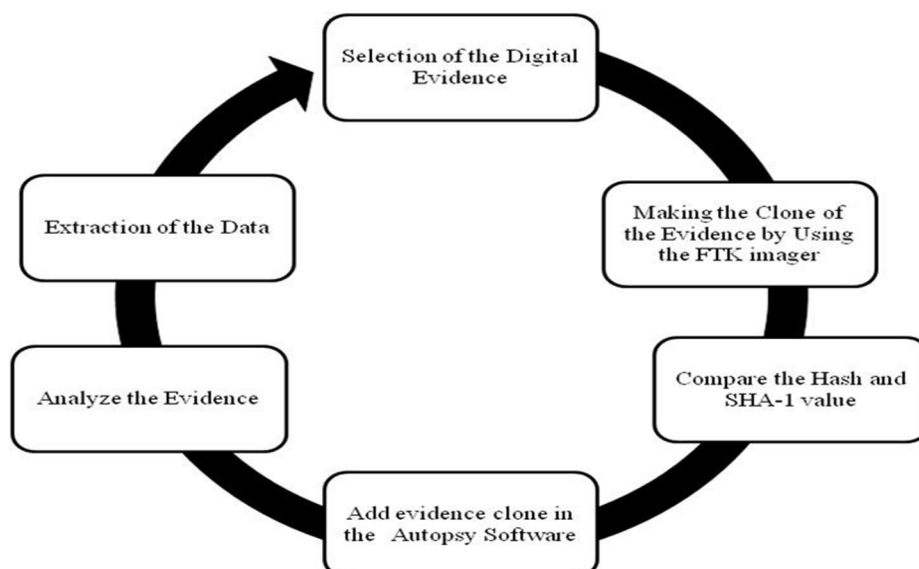 Selection of the Digital
Evidence
Making the Clone of
the Evidence by Using
the FTK imager
Compare the Hash and
SHA-1 value
Add evidence clone in
the Autopsy Software
Analyze the Evidence
Extraction of the Data